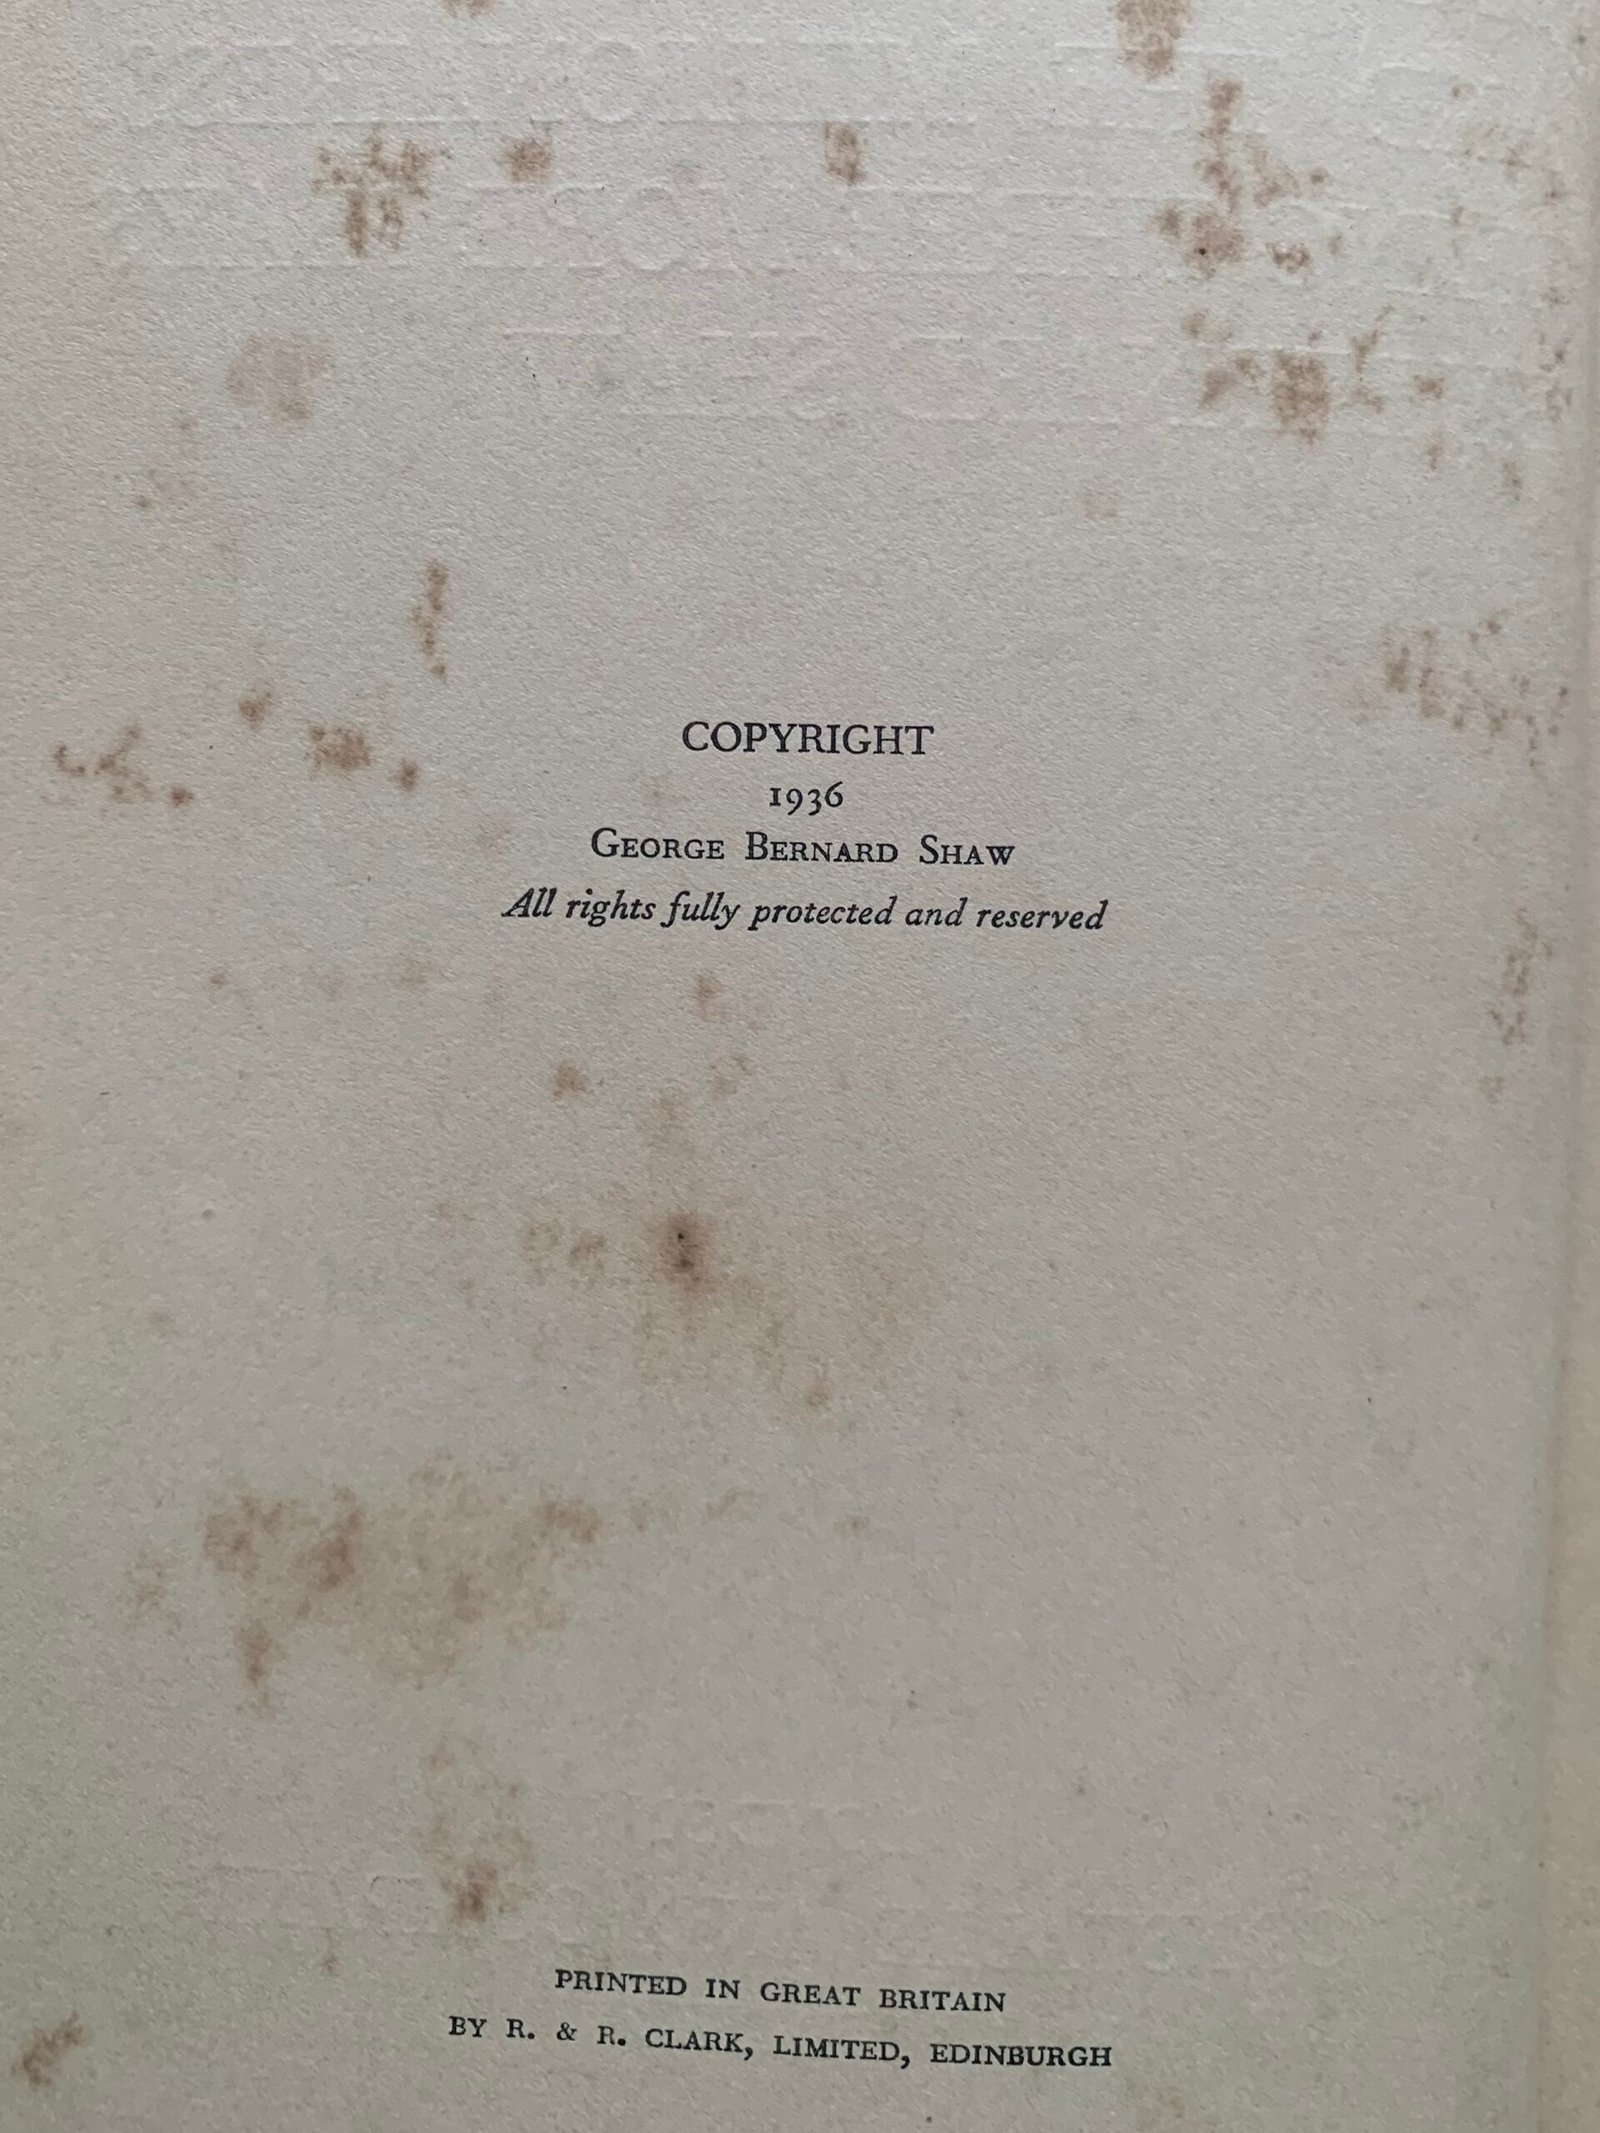 COPYRIGHT
1936
George Bernard Shaw
All rights fully protected and reserved
PRINTED IN GREAT BRITAIN
BY R. & R. CLARK, LIMITED, EDINBURGH